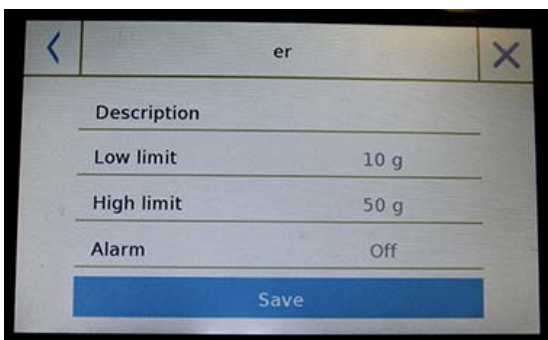 er
Description
Low limit 10 g
High limit 50 g
Alarm Off
Save